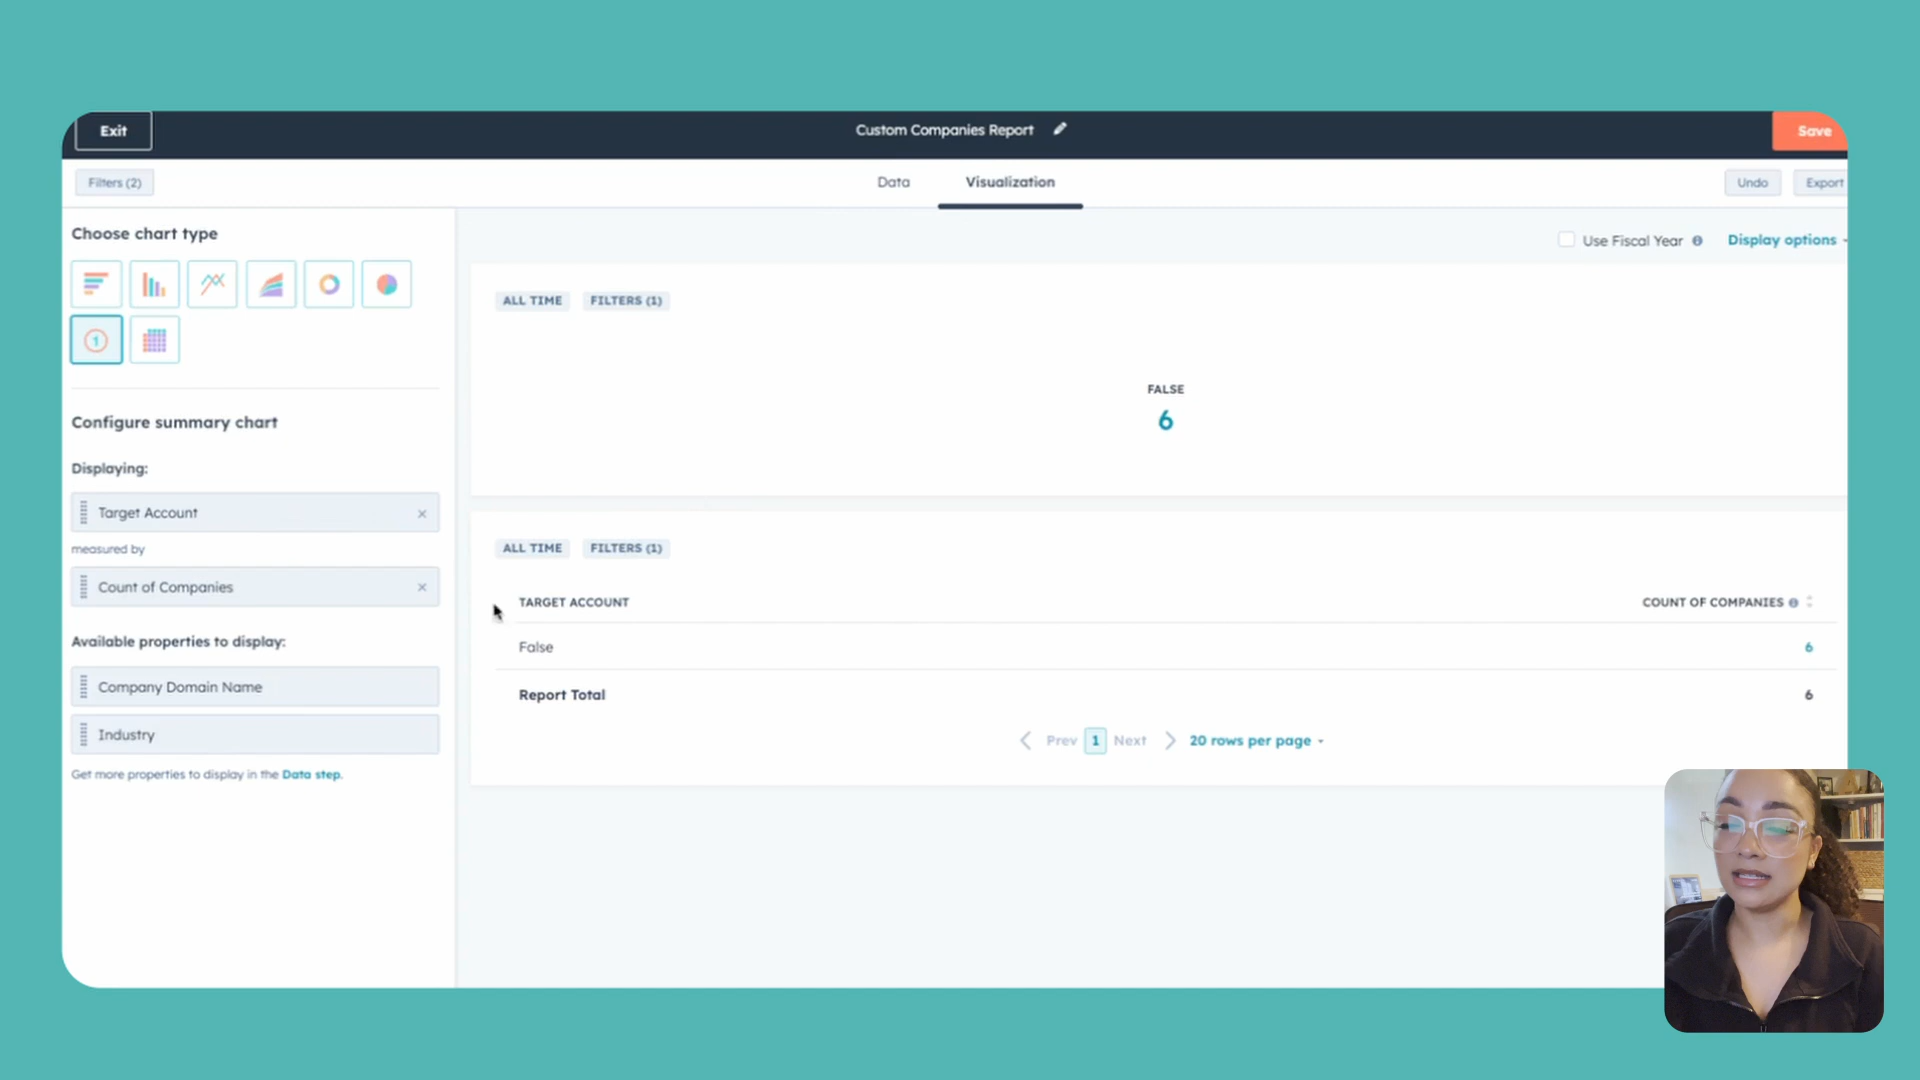 Exit
Custom Companies Report
Save
Filters (2)
Data
Visualization
Undo
Export
Choose chart type
Use Fiscal Year
Display options
1
ALL TIME
FILTERS (1)
FALSE
6
Configure summary chart
Displaying:
Target Account
measured by
Count of Companies
Available properties to display:
Company Domain Name
Industry
Get more properties to display in the Data step.
ALL TIME
FILTERS (1)
TARGET ACCOUNT
COUNT OF COMPANIES
False
6
Report Total
6
Prev 1 Next
20 rows per page